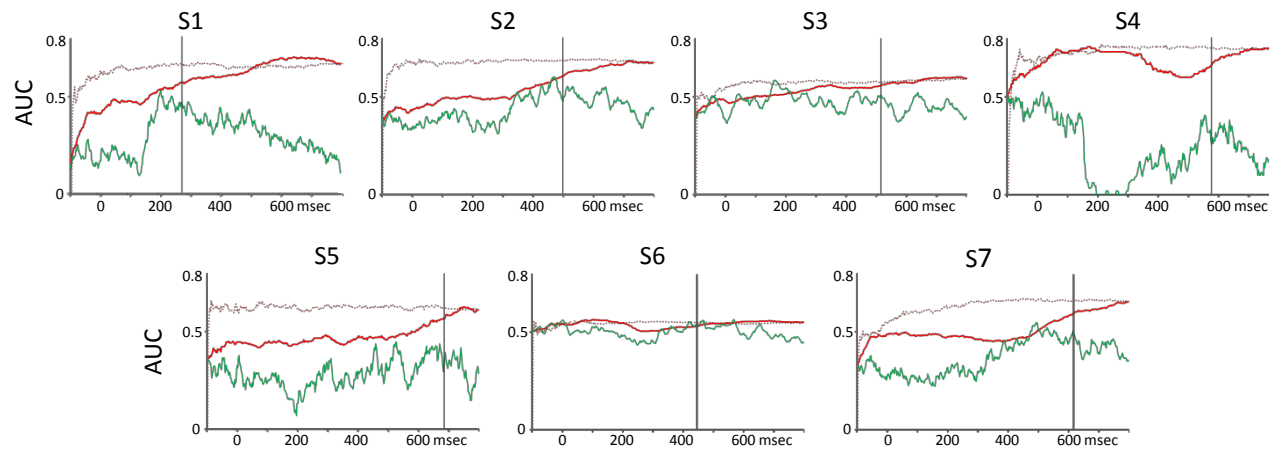 S1 S2 S3 S4
0.8 0.8 0.8 0.8
AUC
0.5 0.5 0.5 0.5
0 0 0 0
0 200 400 600 msec 0 200 400 600 msec 0 200 400 600 msec 0 200 400 600 msec
S5 S6 S7
0.8 0.8 0.8
AUC
0.5 0.5 0.5
0 0 0
0 200 400 600 msec 0 200 400 600 msec 0 200 400 600 msec